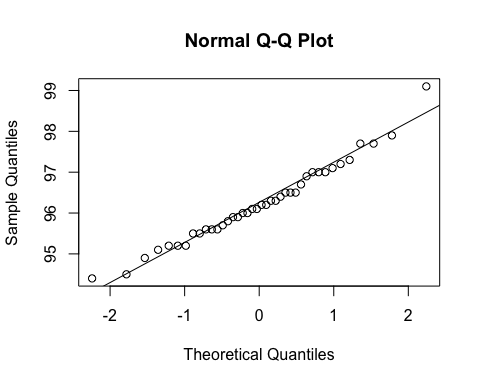 Normal Q-Q Plot
99
98
97
96
95
Sample Quantiles
-2 -1 0 1 2
Theoretical Quantiles